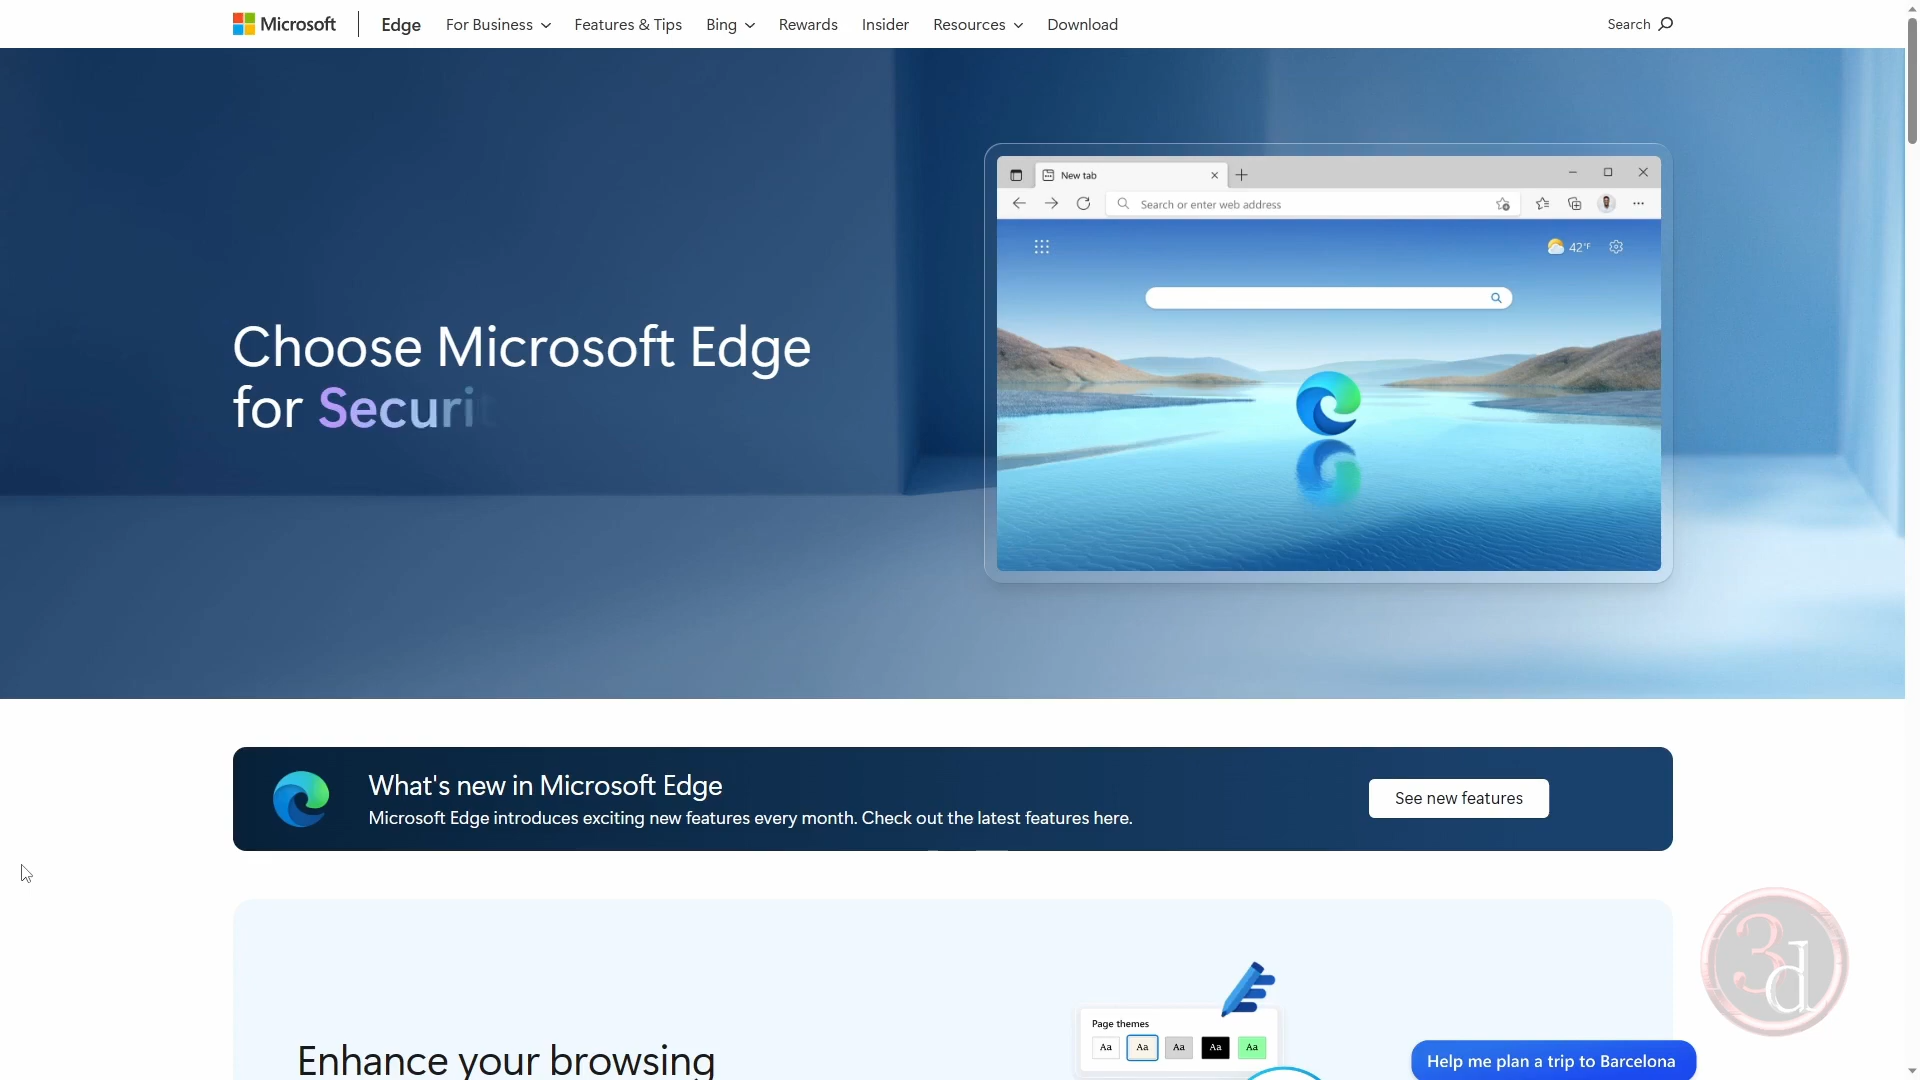 Microsoft
Edge
For Business
Features & Tips
Bing
Rewards
Insider
Resources
Download
Search
New tab
Search or enter web address
42°F
Choose Microsoft Edge
for Securit
What's new in Microsoft Edge
Microsoft Edge introduces exciting new features every month. Check out the latest features here.
See new features
3d
Page themes
Aa Aa Aa Aa Aa
Enhance your browsing
Help me plan a trip to Barcelona